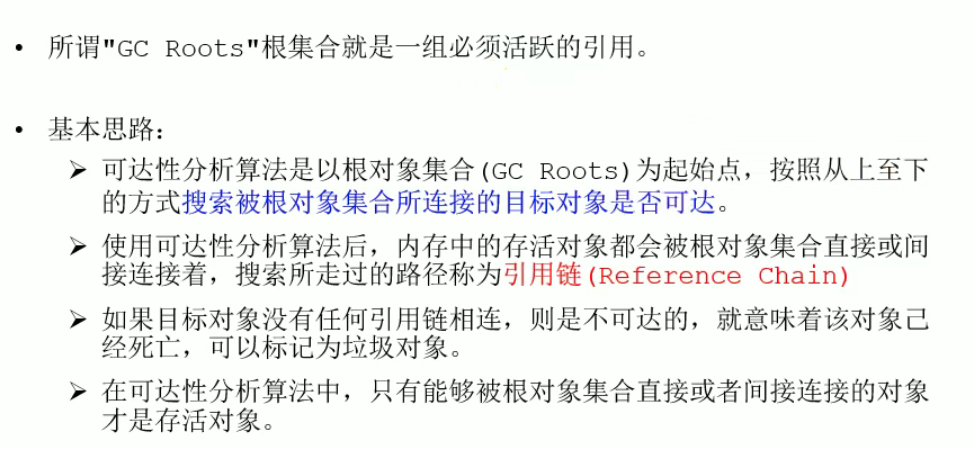 • 所谓"GC Roots"根集合就是一组必须活跃的引用。
• 基本思路：
➢ 可达性分析算法是以根对象集合(GC Roots)为起始点，按照从上至下
的方式搜索被根对象集合所连接的目标对象是否可达。
➢ 使用可达性分析算法后，内存中的存活对象都会被根对象集合直接或间
接连接着，搜索所走过的路径称为引用链(Reference Chain)
➢ 如果目标对象没有任何引用链相连，则是不可达的，就意味着该对象己
经死亡，可以标记为垃圾对象。
➢ 在可达性分析算法中，只有能够被根对象集合直接或者间接连接的对象
才是存活对象。